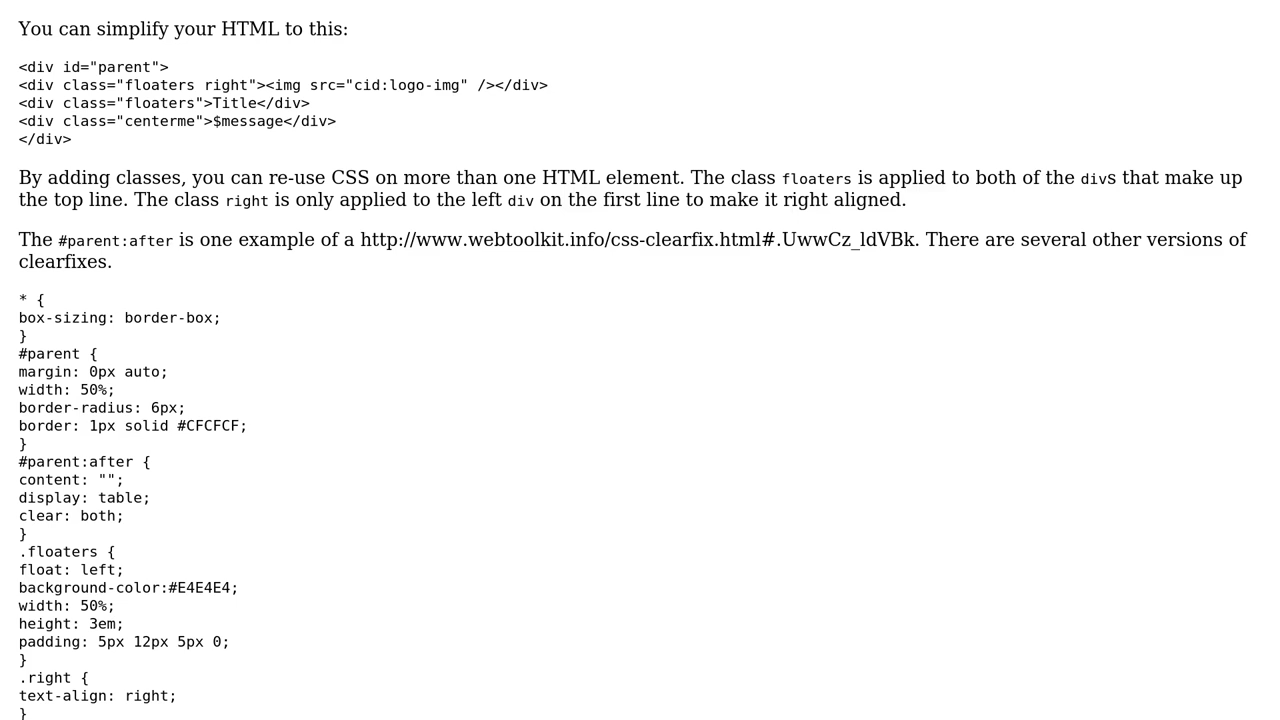 You can simplify your HTML to this:
<div id="parent">
<div class="floaters right"><img src="cid:logo-img" /></div>
<div class="floaters">Title</div>
<div class="centerme">$message</div>
</div>
By adding classes, you can re-use CSS on more than one HTML element. The class floaters is applied to both of the divs that make up
the top line. The class right is only applied to the left div on the first line to make it right aligned.
The #parent:after is one example of a http://www.webtoolkit.info/css-clearfix.html#.UwwCz_ldVBk. There are several other versions of
clearfixes.
* {
box-sizing: border-box;
}
#parent {
margin: 0px auto;
width: 50%;
border-radius: 6px;
border: 1px solid #CFCFCF;
}
#parent:after {
content: "";
display: table;
clear: both;
}
.floaters {
float: left;
background-color:#E4E4E4;
width: 50%;
height: 3em;
padding: 5px 12px 5px 0;
}
.right {
text-align: right;
}